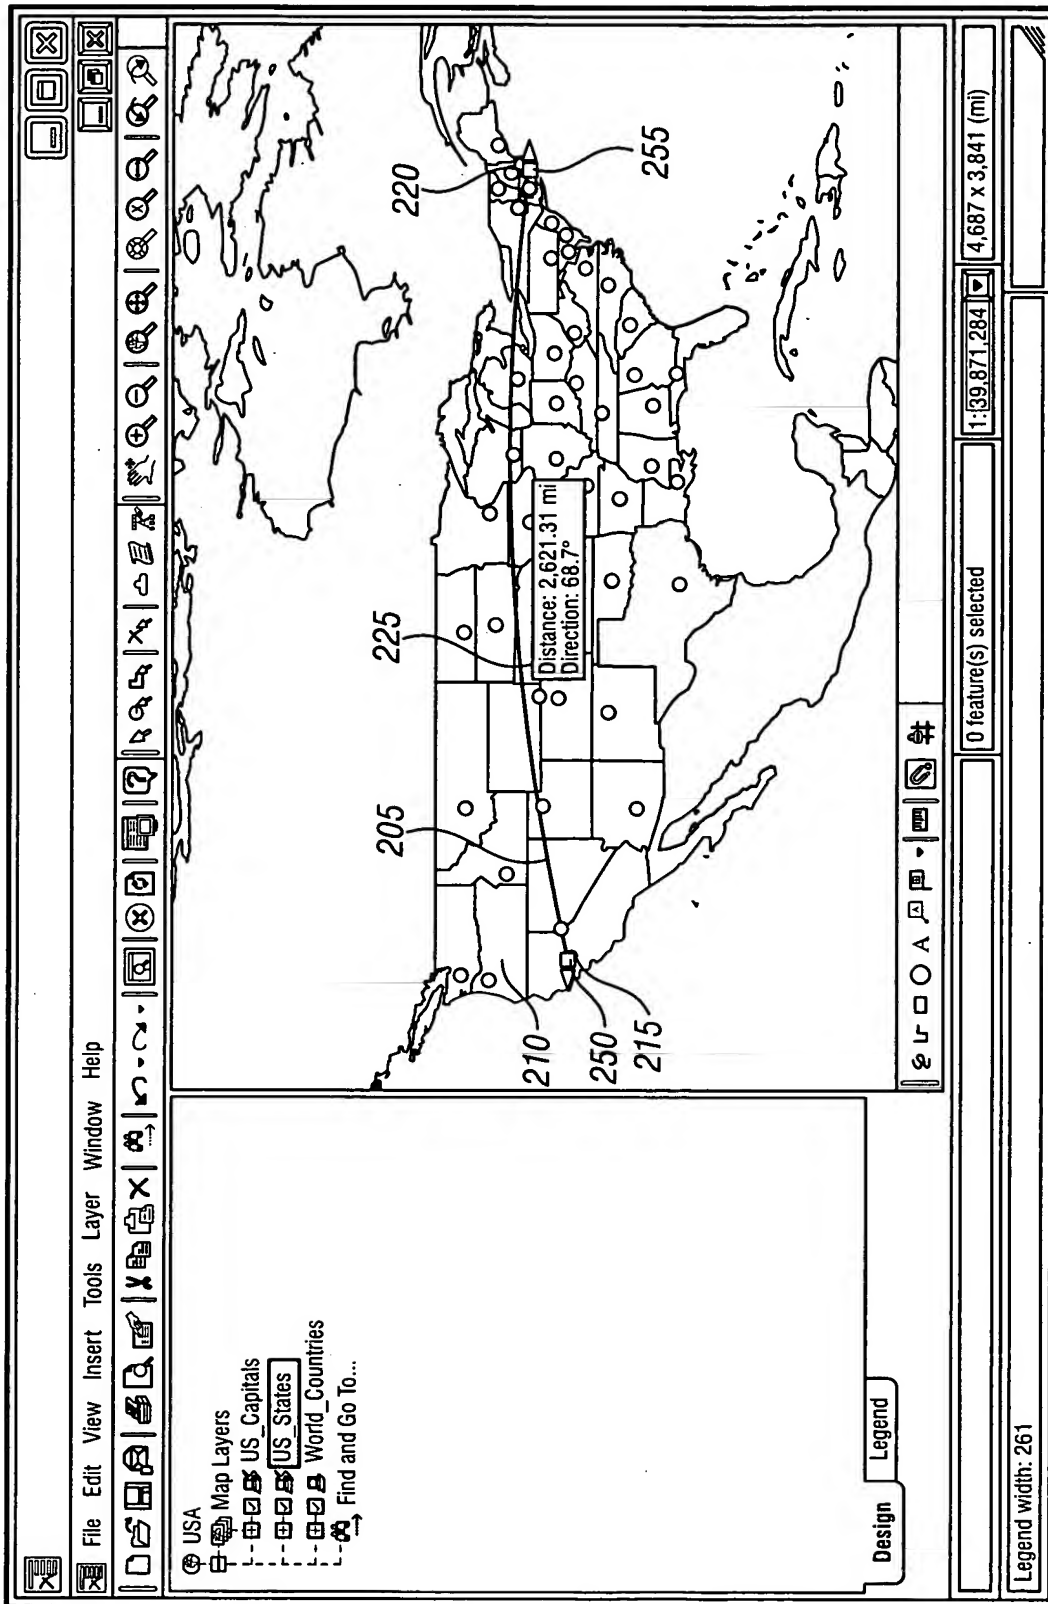 File Edit View Insert Tools Layer Window Help
USA
Map Layers
US_Capitals
US_States
World_Countries
Find and Go To...
Design
Legend
205
225
220
255
Distance: 2,621.31 mi
Direction: 68.7°
210
250
215
A
0 feature(s) selected
1:39,871,284
4,687 x 3,841 (mi)
Legend width: 261